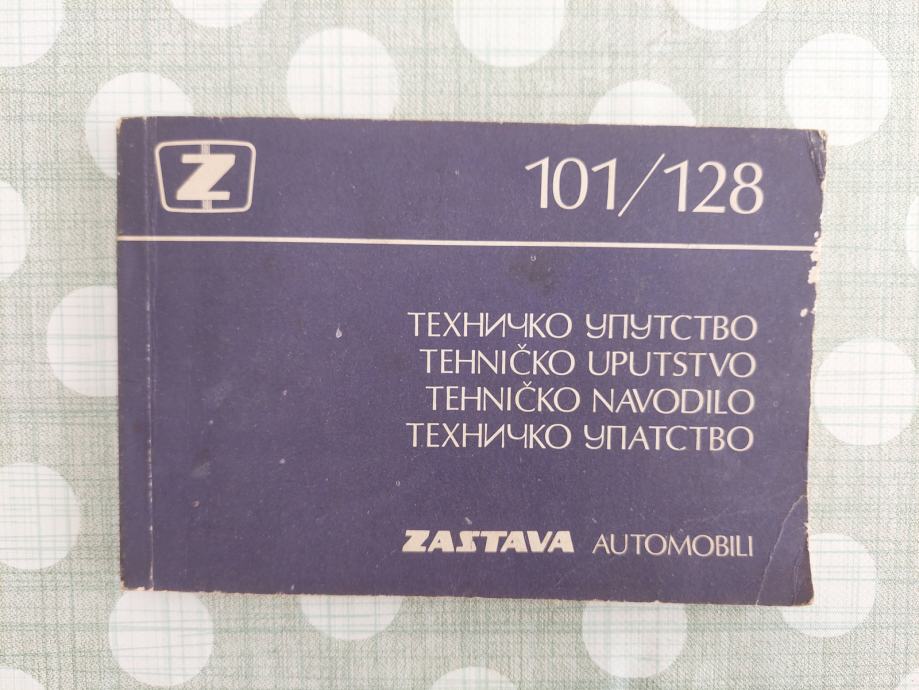 Z
101/128
ТЕХНИЧКО УПУТСТВО
TEHNIČKO UPUTSTVO
TEHNIČKO NAVODILO
ТЕХНИЧКО УПАТСТВО
ZASTAVA AUTOMOBILI